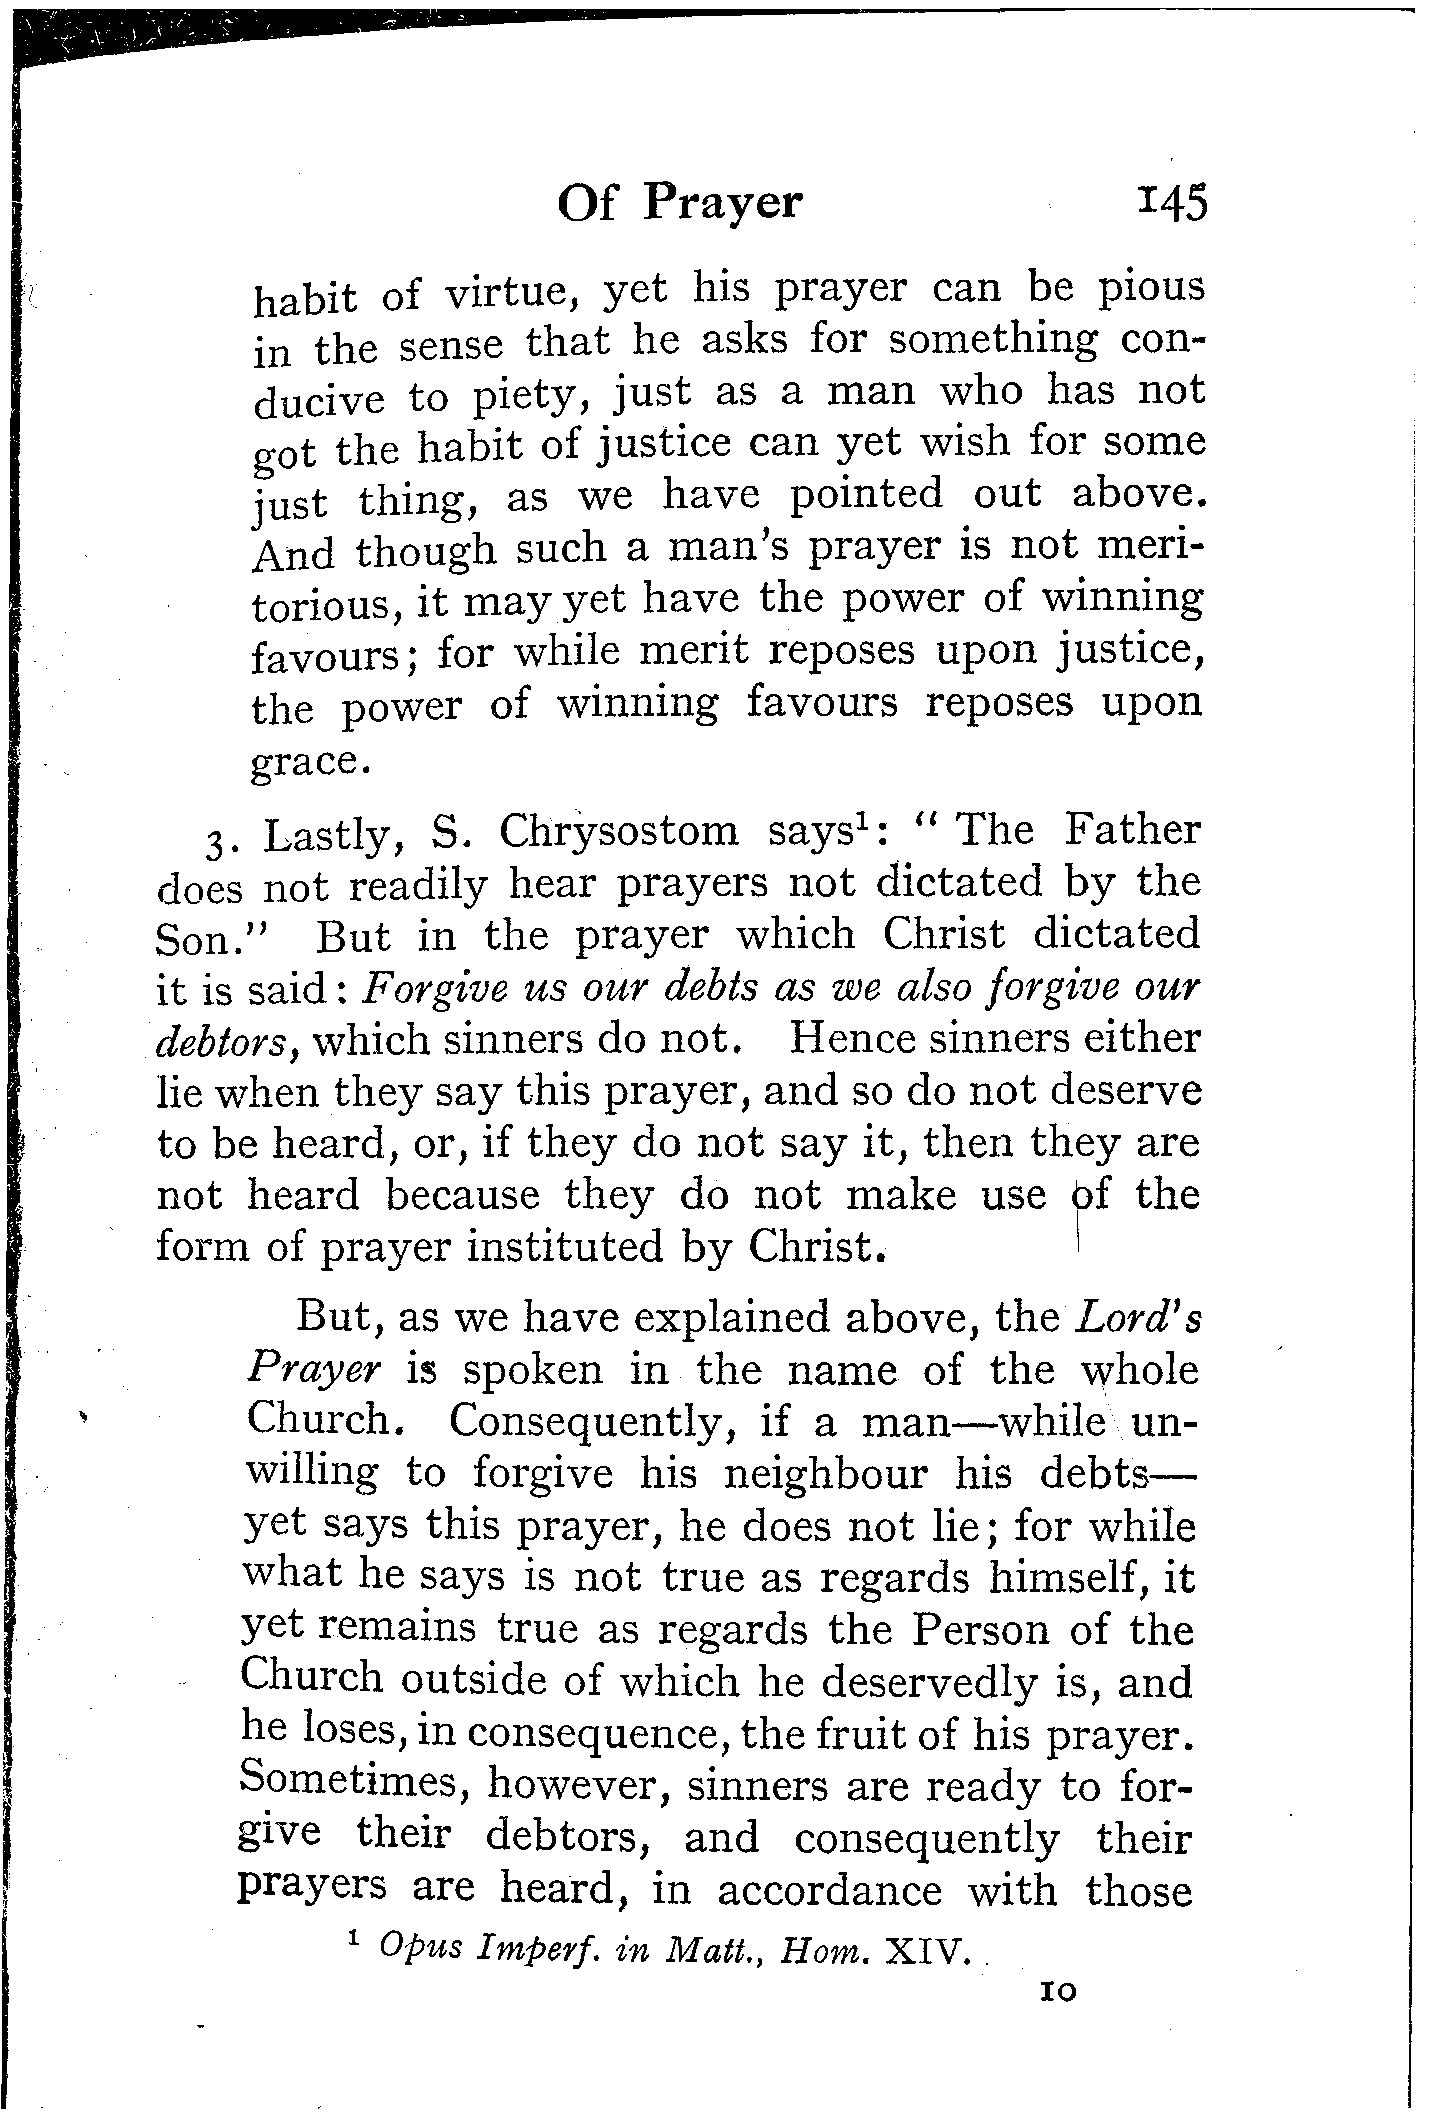 Of Prayer 145
habit of virtue, yet his prayer can be pious
in the sense that he asks for something con-
ducive to piety, just as a man who has not
got the habit of justice can yet wish for some
just thing, as we have pointed out above.
And though such a man's prayer is not meri-
torious, it may yet have the power of winning
favours; for while merit reposes upon justice,
the power of winning favours reposes upon
grace.
3. Lastly, S. Chrysostom says¹: “ The Father
does not readily hear prayers not dictated by the
Son.” But in the prayer which Christ dictated
it is said: Forgive us our debts as we also forgive our
debtors, which sinners do not. Hence sinners either
lie when they say this prayer, and so do not deserve
to be heard, or, if they do not say it, then they are
not heard because they do not make use of the
form of prayer instituted by Christ.
But, as we have explained above, the Lord's
Prayer is spoken in the name of the whole
Church. Consequently, if a man—while un-
willing to forgive his neighbour his debts—
yet says this prayer, he does not lie; for while
what he says is not true as regards himself, it
yet remains true as regards the Person of the
Church outside of which he deservedly is, and
he loses, in consequence, the fruit of his prayer.
Sometimes, however, sinners are ready to for-
give their debtors, and consequently their
prayers are heard, in accordance with those
¹ Opus Imperf. in Matt., Hom. XIV.
10